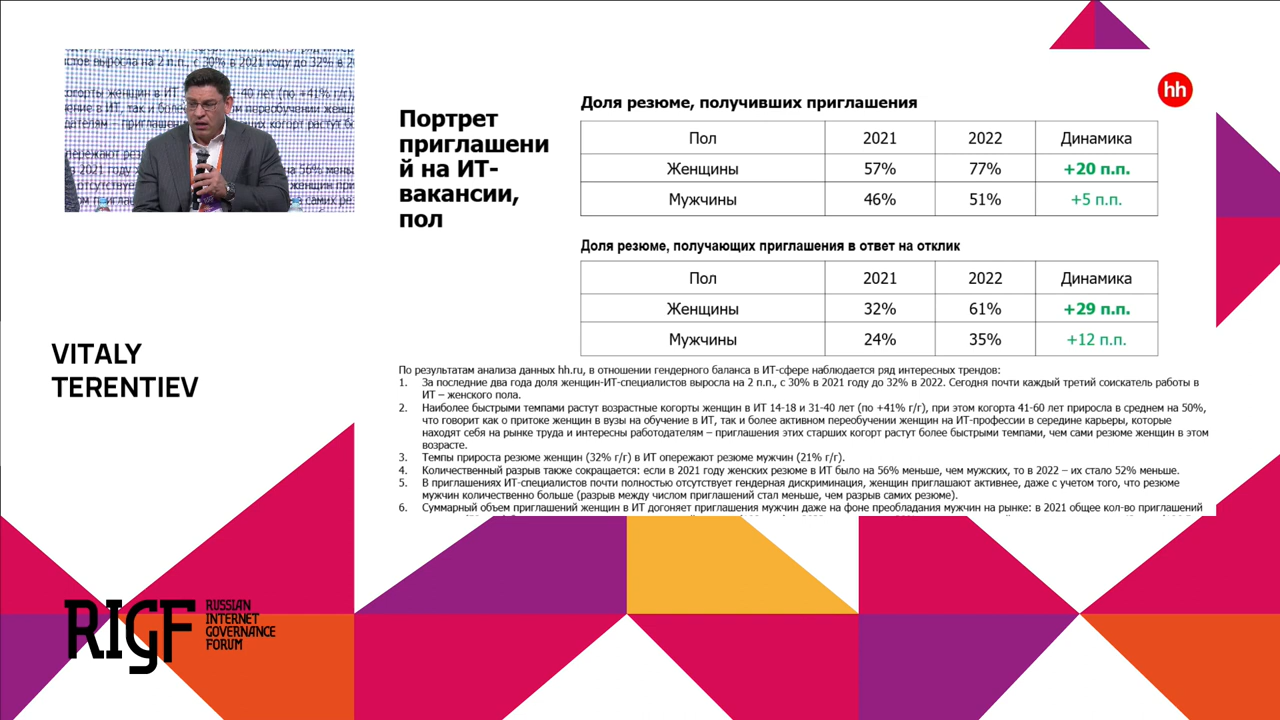 hh
Портрет
приглашени
й на ИТ-
вакансии,
пол
Доля резюме, получивших приглашения
Пол 2021 2022 Динамика
Женщины 57% 77% +20 п.п.
Мужчины 46% 51% +5 п.п.
Доля резюме, получающих приглашения в ответ на отклик
Пол 2021 2022 Динамика
Женщины 32% 61% +29 п.п.
Мужчины 24% 35% +12 п.п.
По результатам анализа данных hh.ru, в отношении гендерного баланса в ИТ-сфере наблюдается ряд интересных трендов:
1. За последние два года доля женщин-ИТ-специалистов выросла на 2 п.п., с 30% в 2021 году до 32% в 2022. Сегодня почти каждый третий соискатель работы в
ИТ – женского пола.
2. Наиболее быстрыми темпами растут возрастные когорты женщин в ИТ 14-18 и 31-40 лет (по +41% г/г), при этом когорта 41-60 лет приросла в среднем на 50%,
что говорит как о притоке женщин в вузы на обучение в ИТ, так и более активном переобучении женщин на ИТ-профессии в середине карьеры, которые
находят себя на рынке труда и интересны работодателям – приглашения этих старших когорт растут более быстрыми темпами, чем сами резюме женщин в этом
возрасте.
3. Темпы прироста резюме женщин (32% г/г) в ИТ опережают резюме мужчин (21% г/г).
4. Количественный разрыв также сокращается: если в 2021 году женских резюме в ИТ было на 56% меньше, чем мужских, то в 2022 – их стало 52% меньше.
5. В приглашениях ИТ-специалистов почти полностью отсутствует гендерная дискриминация, женщин приглашают активнее, даже с учетом того, что резюме
мужчин количественно больше (разрыв между числом приглашений стал меньше, чем разрыв самих резюме).
6. Суммарный объем приглашений женщин в ИТ догоняет приглашения мужчин даже на фоне преобладания мужчин на рынке: в 2021 общее кол-во приглашений
VITALY
TERENTIEV
RIGF
RUSSIAN
INTERNET
GOVERNANCE
FORUM